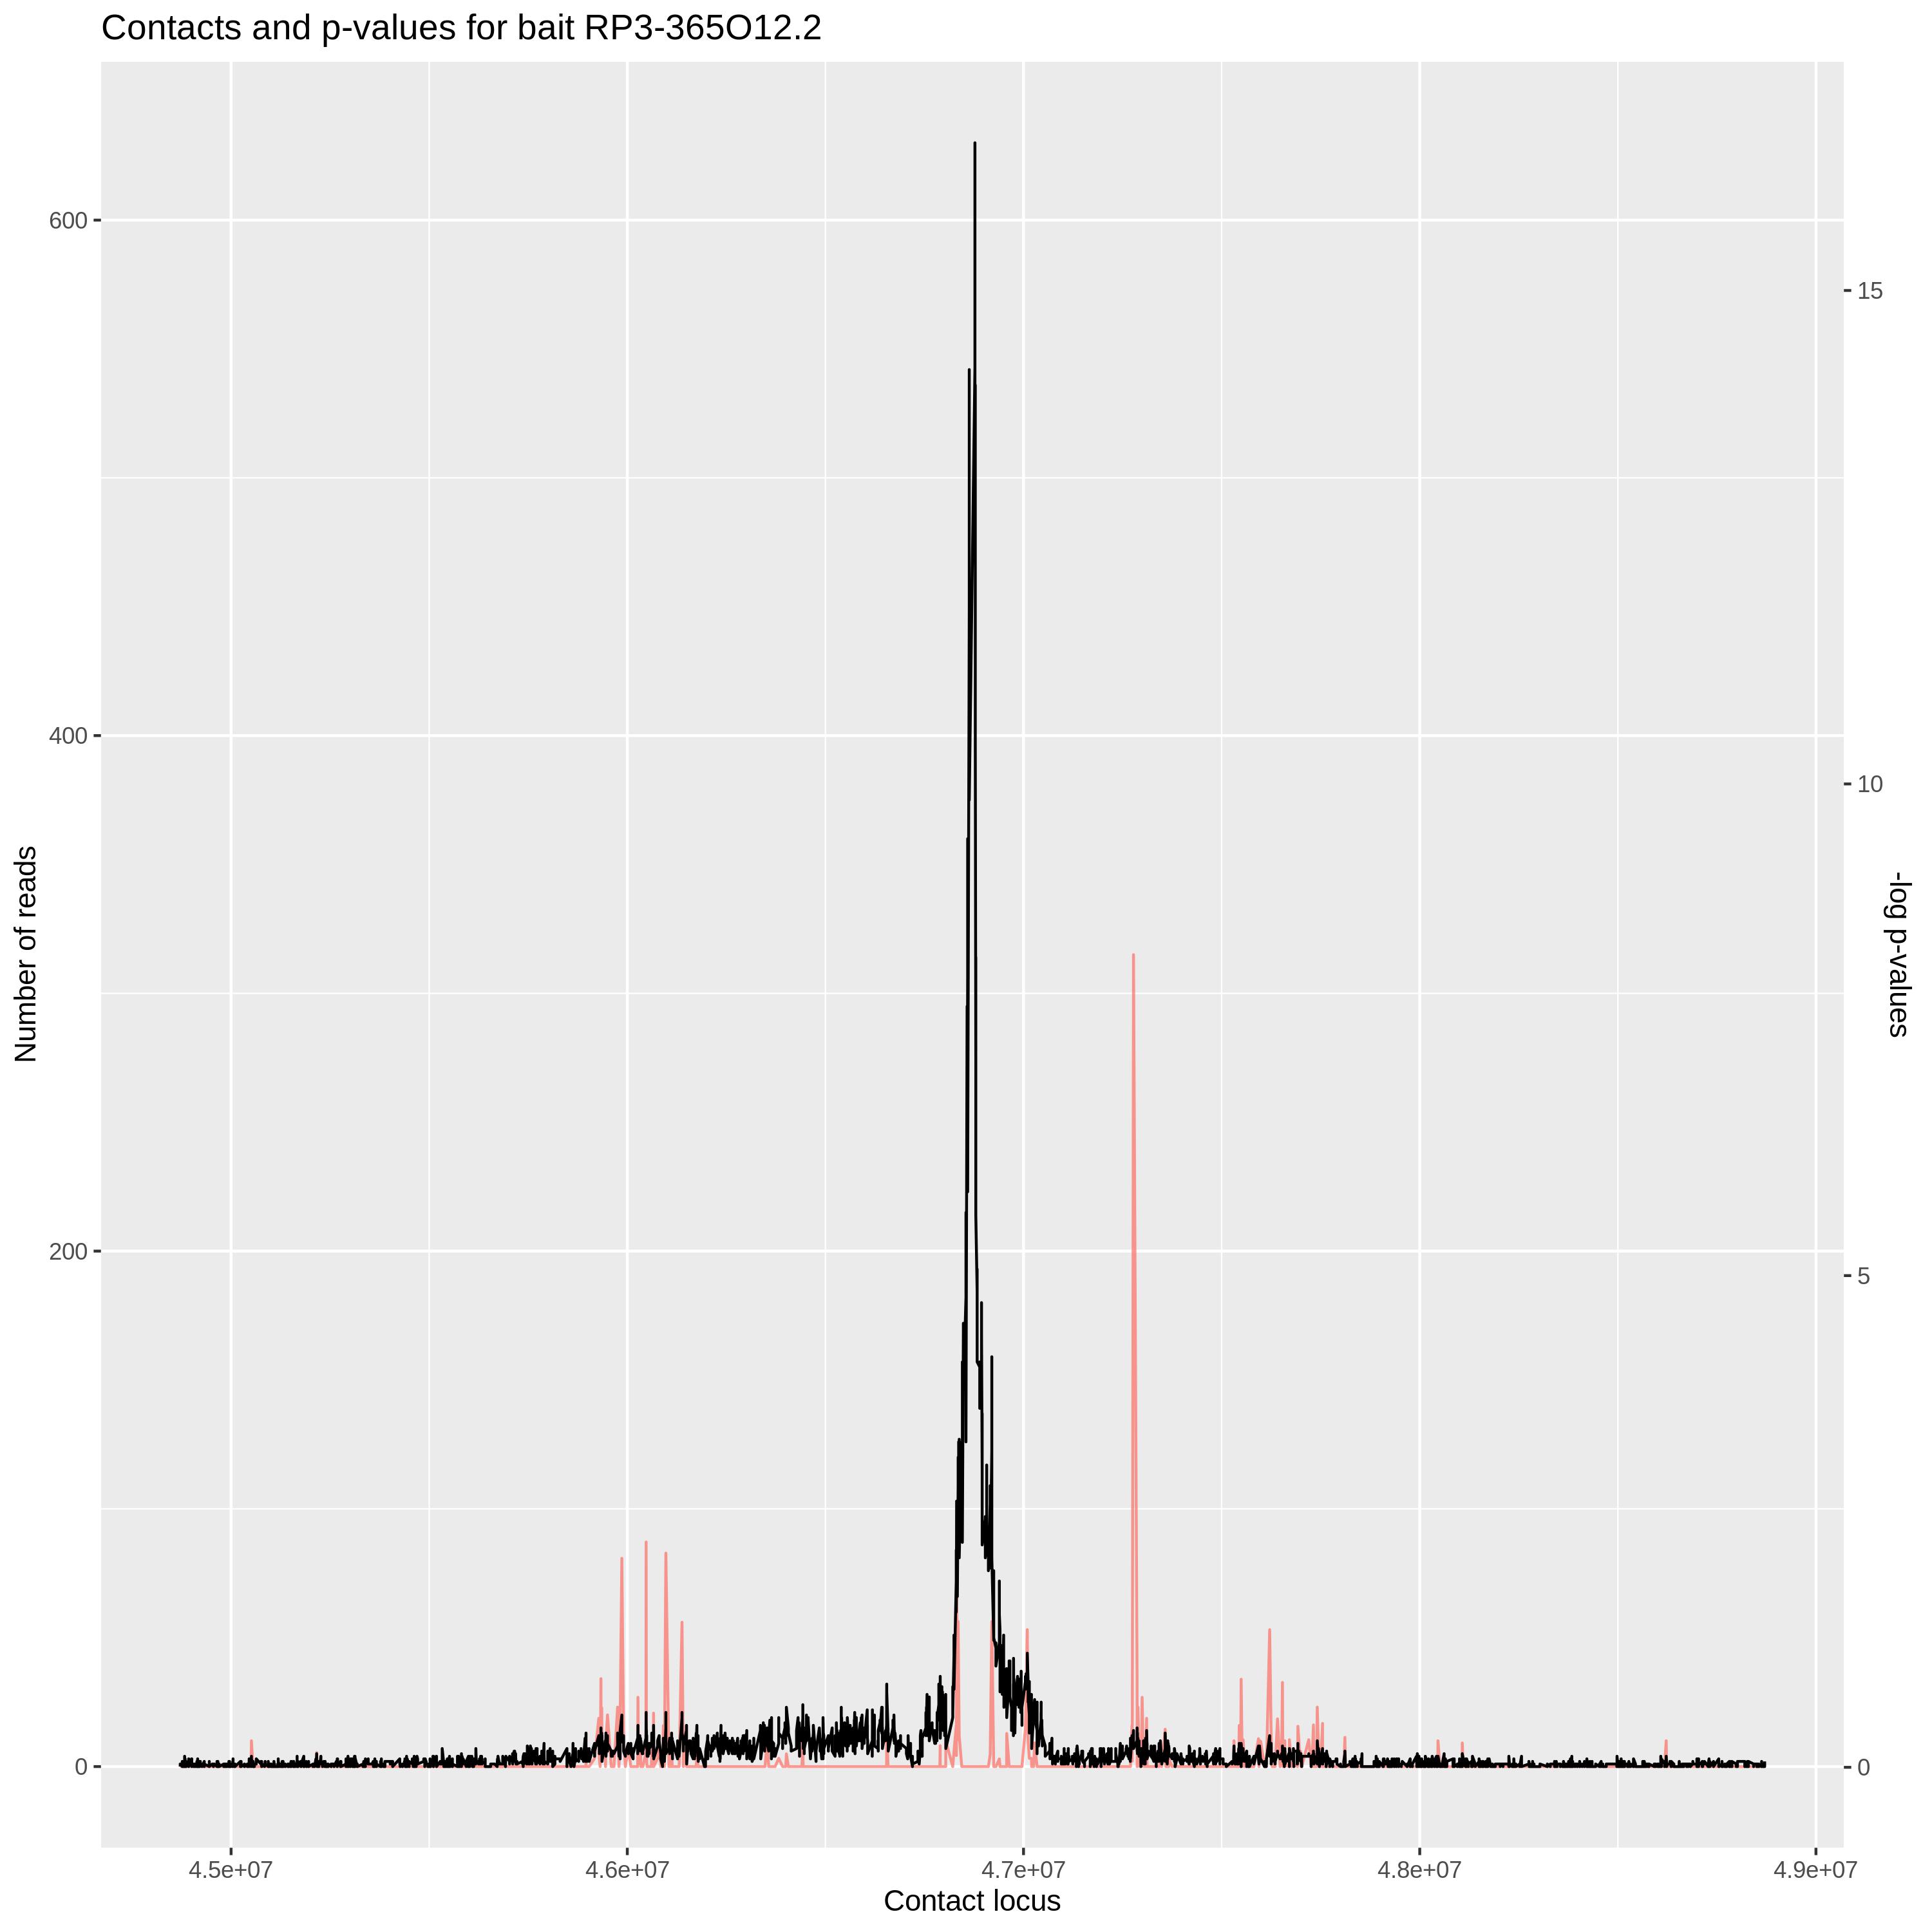 Contacts and p-values for bait RP3-365O12.2
600
400
200
0
Number of reads
15
10
5
0
-log p-values
4.5e+07
4.6e+07
4.7e+07
4.8e+07
4.9e+07
Contact locus